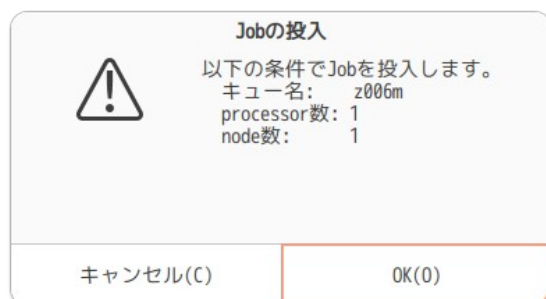 Jobの投入
以下の条件でJobを投入します。
キュー名: z006m
processor数: 1
node数: 1
キャンセル(C)
OK(O)